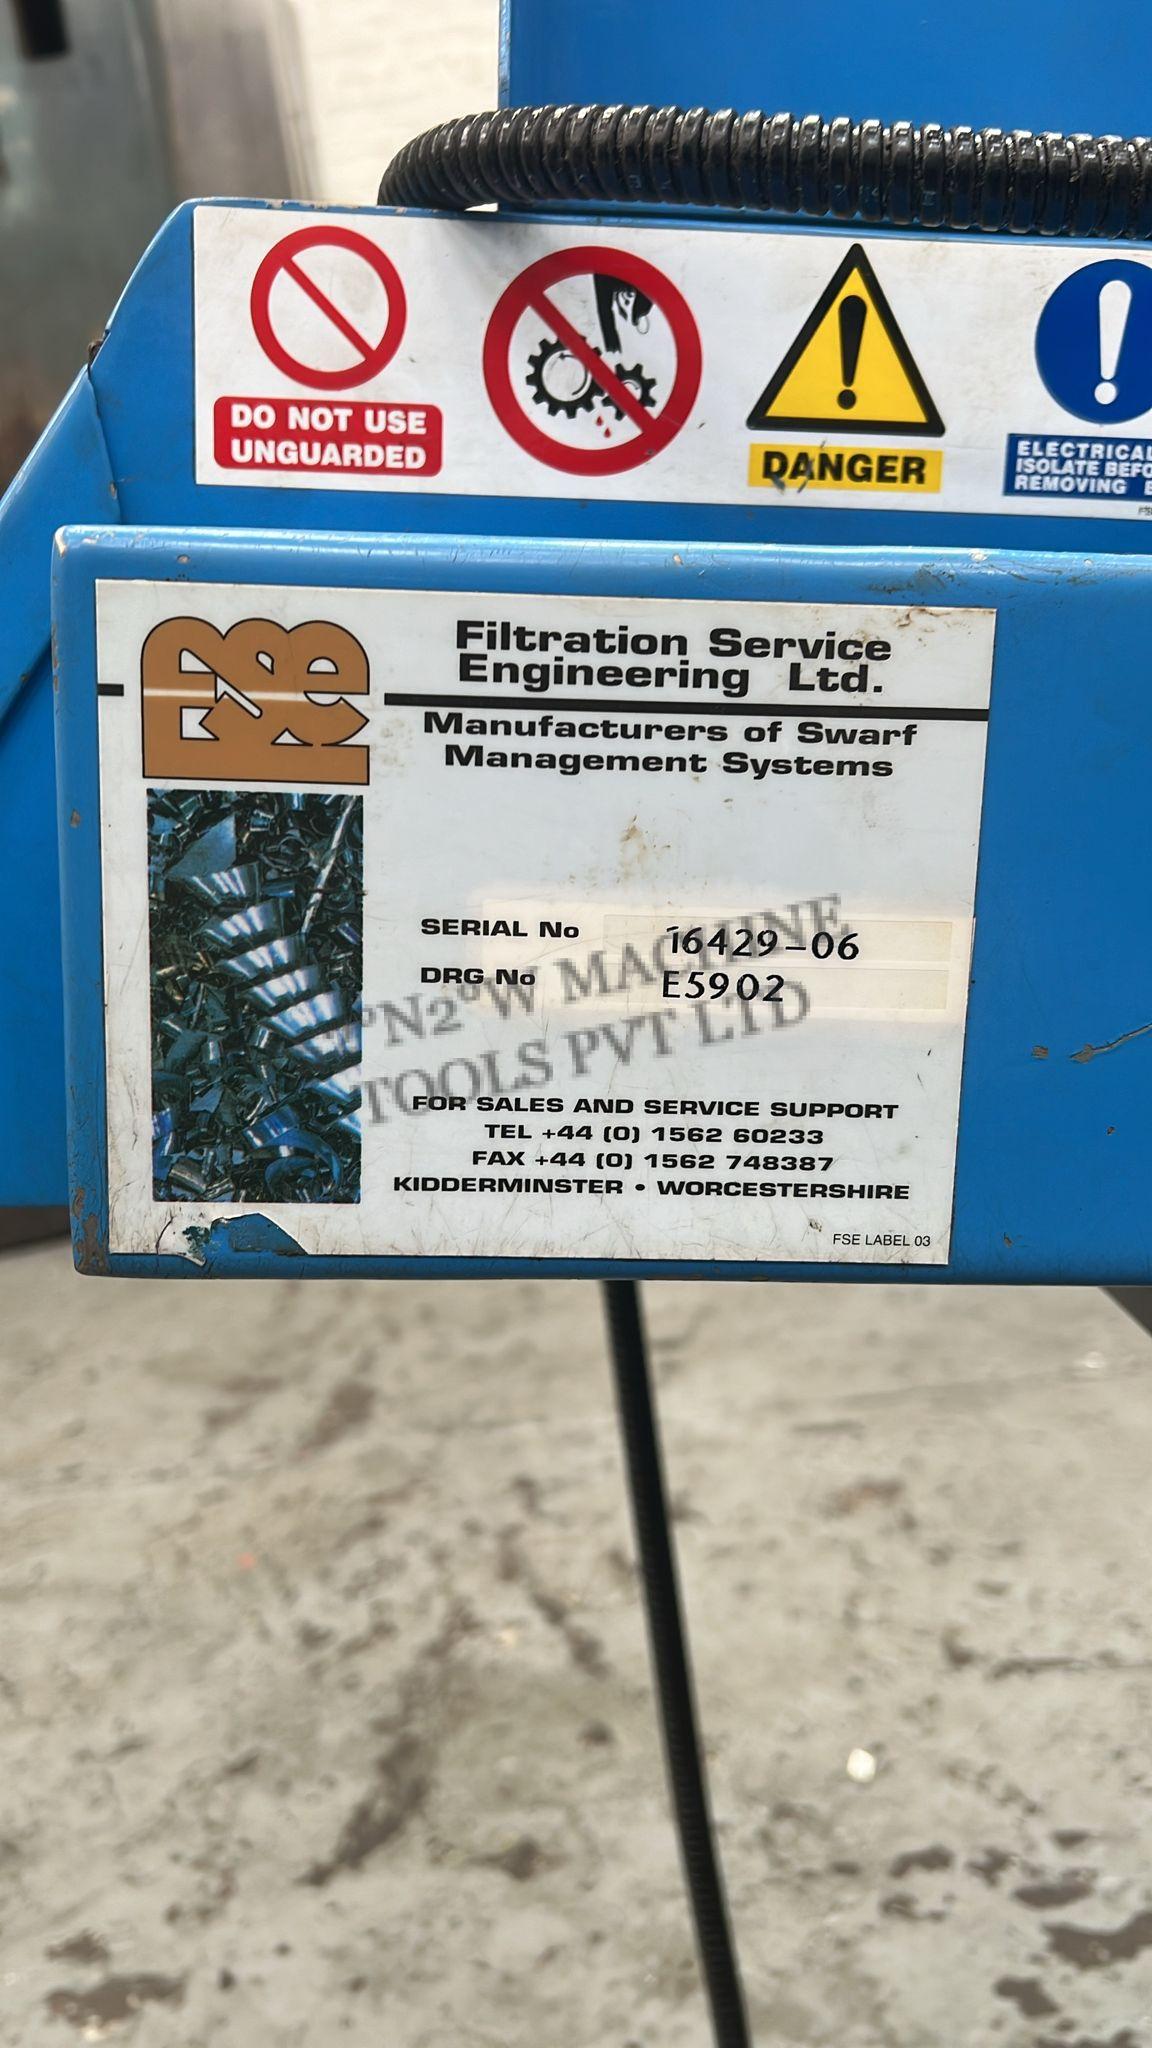 DO NOT USE
UNGUARDED
DANGER
ELECTRICAL
ISOLATE
REMOVING
fse
Filtration Service
Engineering Ltd.
Manufacturers of Swarf
Management Systems
SERIAL No 16429-06
DRG No E5902
MACHINE
TOOLS PVT LTD
FOR SALES AND SERVICE SUPPORT
TEL +44 (0) 1562 60233
FAX +44 (0) 1562 748387
KIDDERMINSTER • WORCESTERSHIRE
FSE LABEL 03